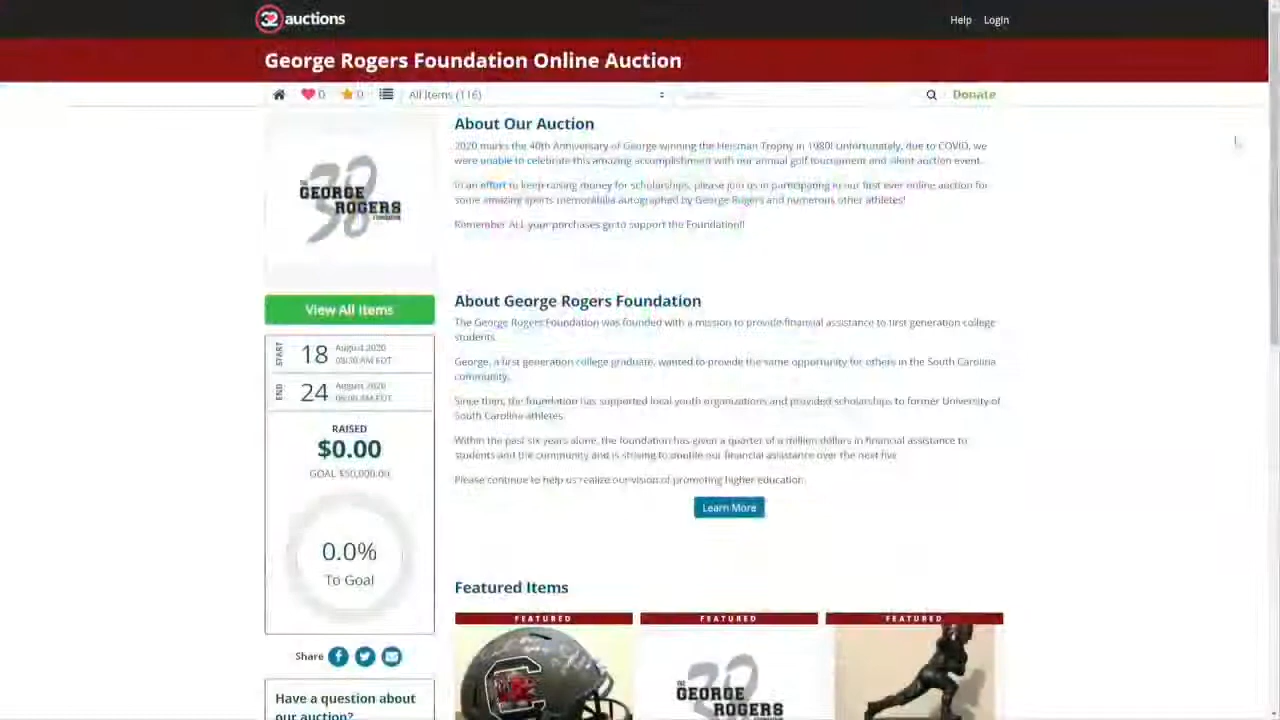 32 auctions
Help Login
George Rogers Foundation Online Auction
0 0 All Items (116) Donate
About Our Auction
2020 marks the 40th Anniversary of George winning the Heisman Trophy in 1980! Unfortunately, due to COVID, we
were unable to celebrate this amazing accomplishment with our annual golf tournament and silent auction event.
In an effort to keep raising money for scholarships, please join us in participating in our first ever online auction for
some amazing sports memorabilia autographed by George Rogers and numerous other athletes!
Remember ALL your purchases go to support the Foundation!!
38
THE
GEORGE
ROGERS
FOUNDATION
View All Items
START 18 August 2020
08:30 AM EDT
END 24 August 2020
AM EDT
RAISED
$0.00
GOAL $50,000.00
0.0%
To Goal
Share
Have a question about
our auction?
About George Rogers Foundation
The George Rogers Foundation was founded with a mission to provide financial assistance to first generation college
students.
George, a first generation college graduate, wanted to provide the same opportunity for others in the South Carolina
community.
Since then, the foundation has supported local youth organizations and provided scholarships to former University of
South Carolina athletes.
Within the past six years alone, the foundation has given a quarter of a million dollars in financial assistance to
students and the community and is striving to double our financial assistance over the next five.
Please continue to help us realize our vision of promoting higher education.
Learn More
Featured Items
FEATURED FEATURED FEATURED
THE
GEORGE
ROGERS